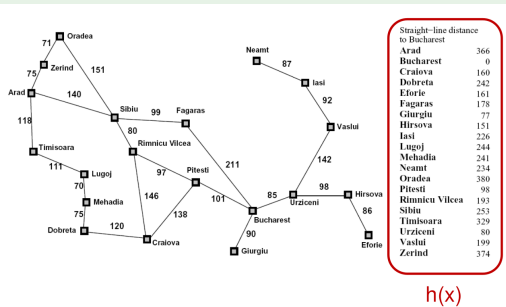 Oradea
71
Neamt
87
Zerind
151
75
Iasi
Arad
140
92
Sibiu
99
Fagaras
118
80
Vaslui
Timisoara
Rimnicu Vilcea
111
Lugoj
97
Pitesti
211
142
70
98
Hirsova
Mehadia
146
101
85
Urziceni
75
138
86
Bucharest
Dobreta
120
90
Craiova
Giurgiu
Eforie
Straight-line distance
to Bucharest
Arad 366
Bucharest 0
Craiova 160
Dobreta 242
Eforie 161
Fagaras 178
Giurgiu 77
Hirsova 151
Iasi 226
Lugoj 244
Mehadia 241
Neamt 234
Oradea 380
Pitesti 98
Rimnicu Vilcea 193
Sibiu 253
Timisoara 329
Urziceni 80
Vaslui 199
Zerind 374
h(x)